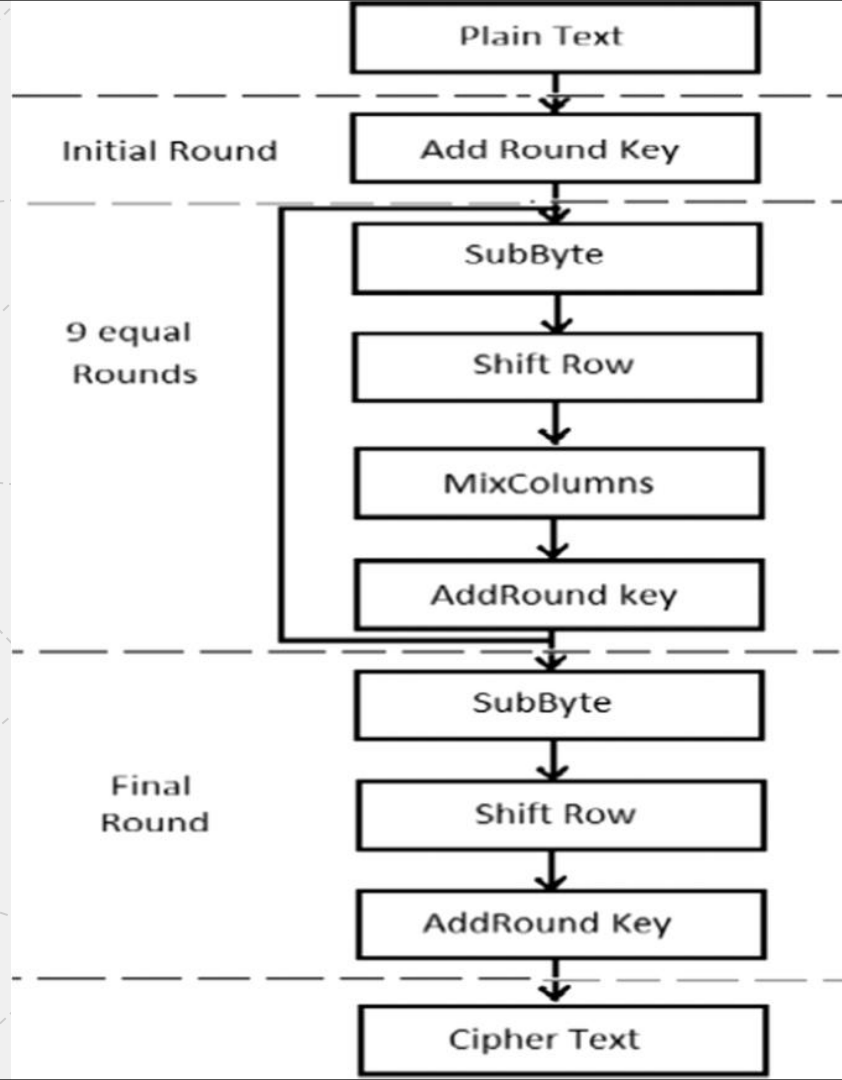 Plain Text
Initial Round
Add Round Key
SubByte
9 equal
Rounds
Shift Row
MixColumns
AddRound key
SubByte
Final
Round
Shift Row
AddRound Key
Cipher Text